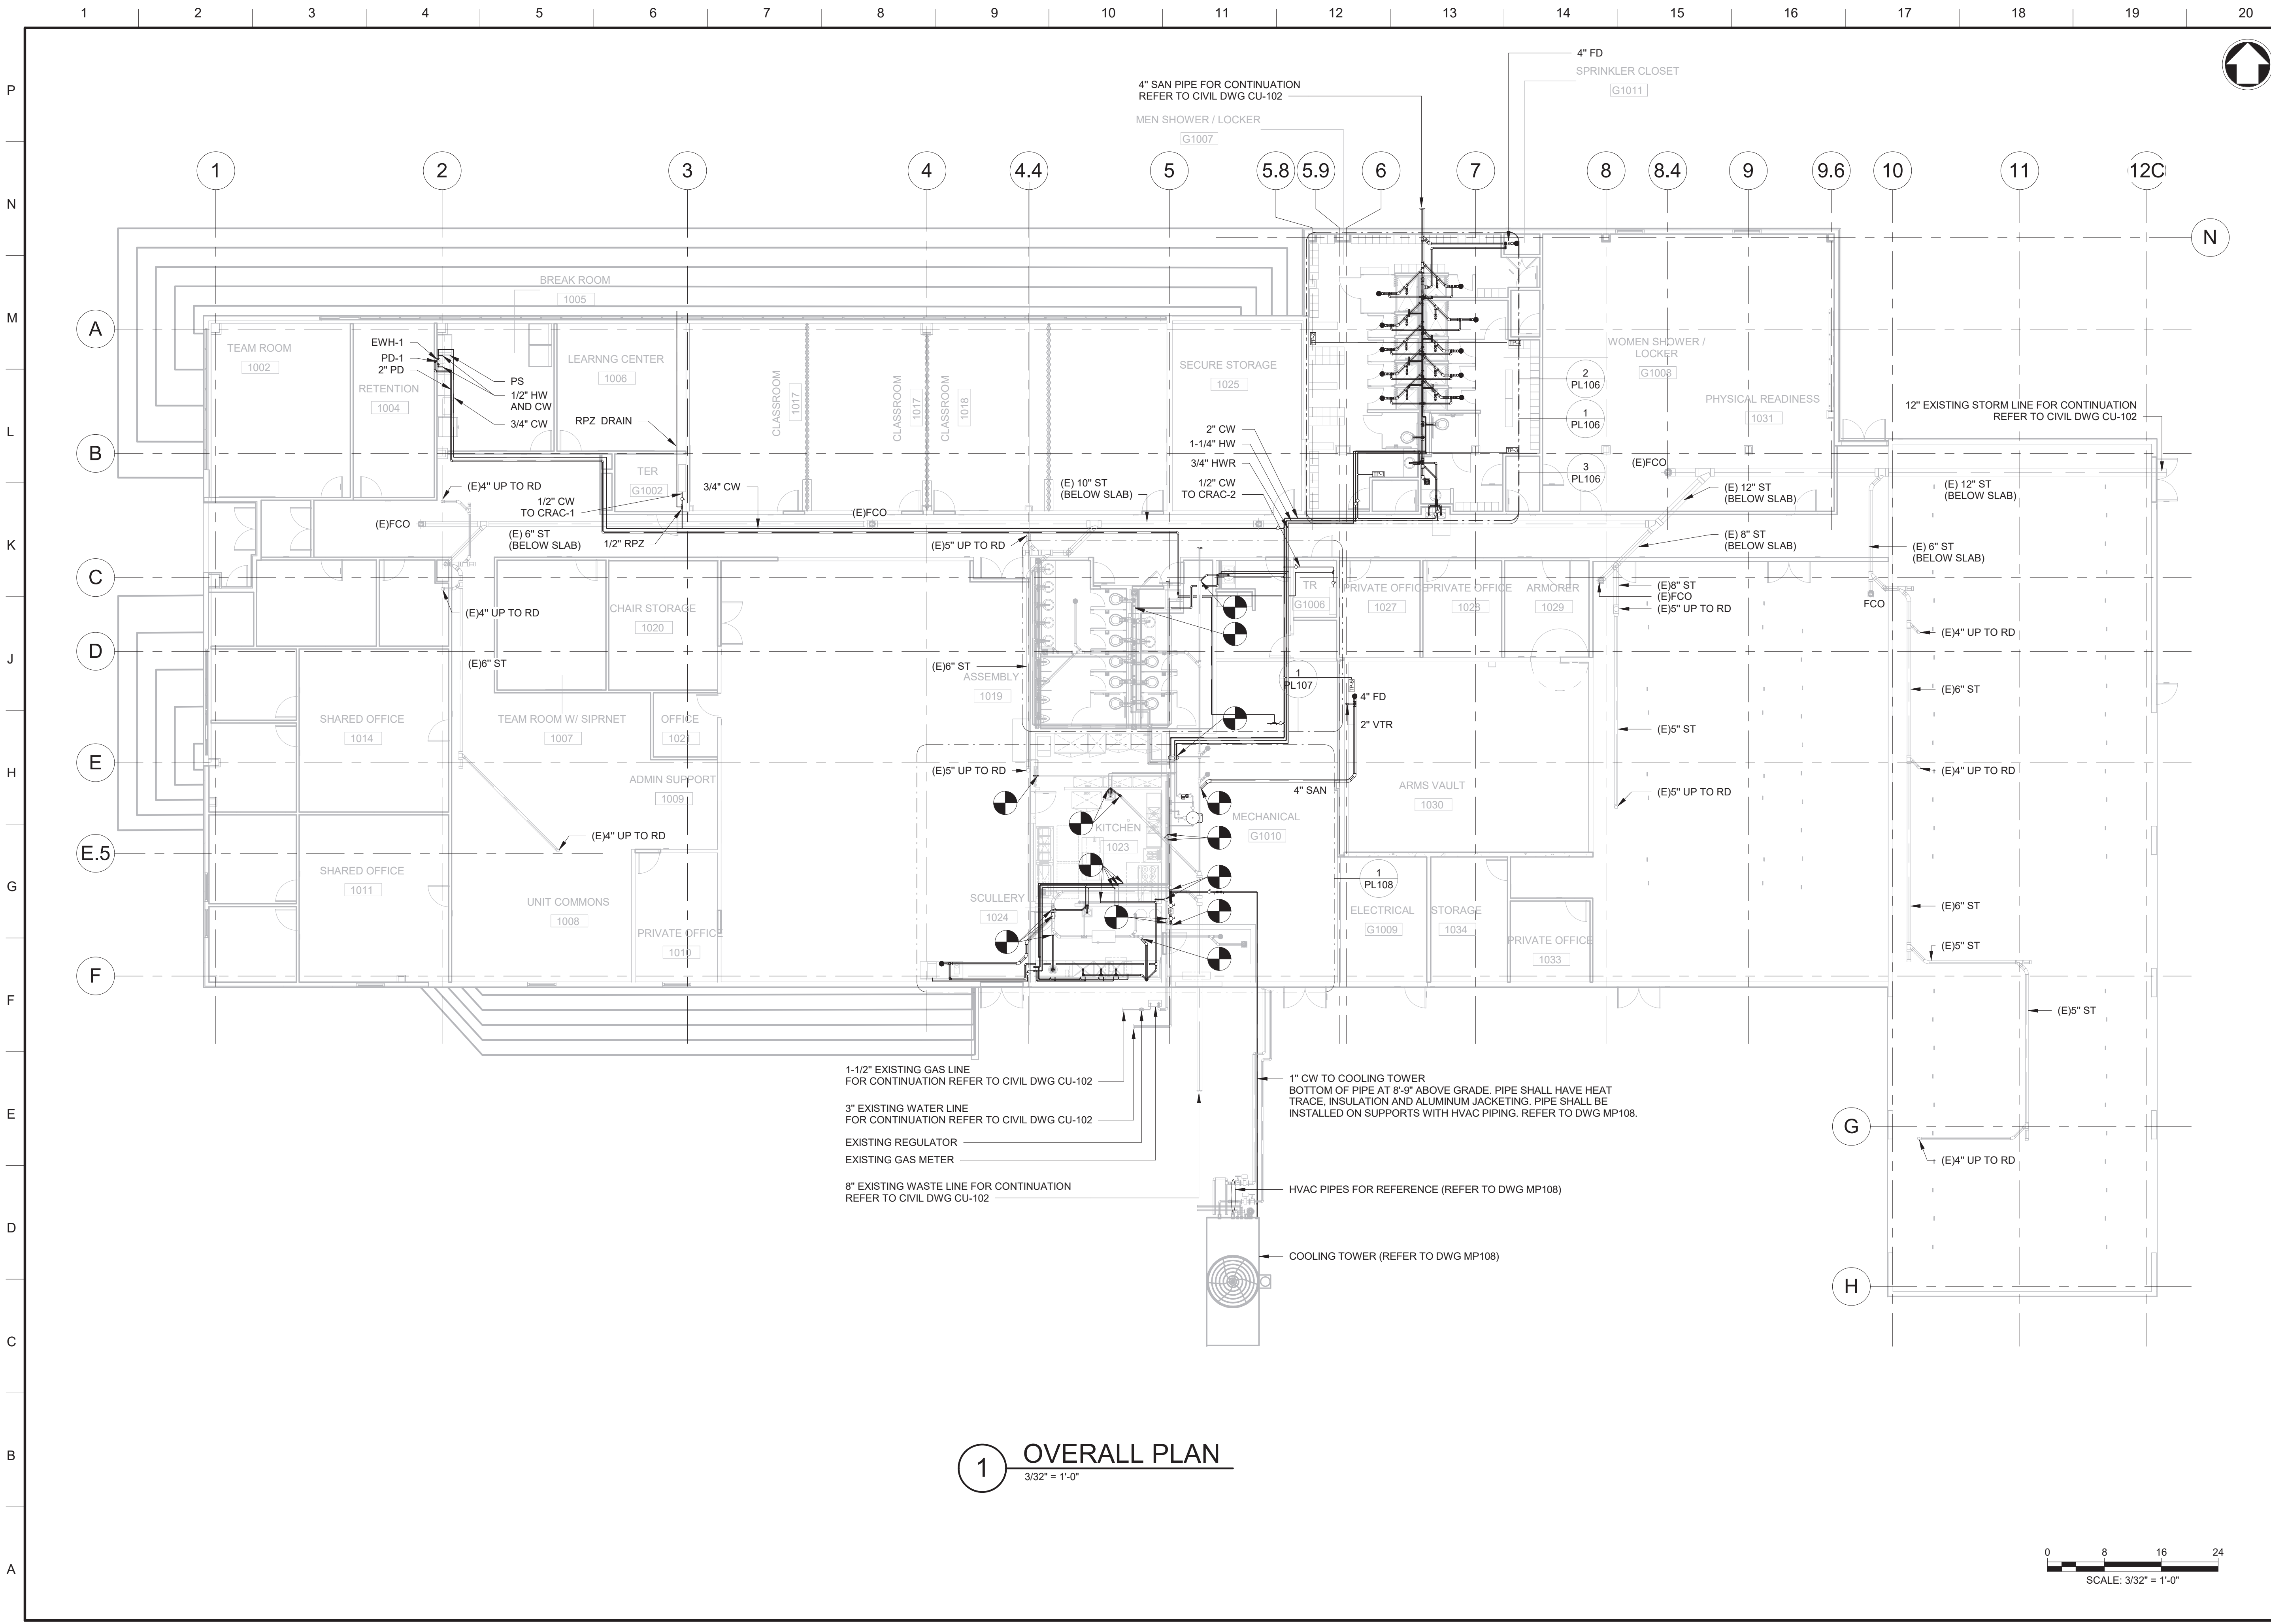 1 2 3 4 5 6 7 8 9 10 11 12 13 14 15 16 17 18 19 20
P
N
M
L
K
J
H
G
F
E
D
C
B
A
4" FD
SPRINKLER CLOSET
G1011
4" SAN PIPE FOR CONTINUATION
REFER TO CIVIL DWG CU-102
MEN SHOWER / LOCKER
G1007
1 2 3 4 4.4 5 5.8 5.9 6 7 8 8.4 9 9.6 10 11 12C
N
A
B
C
D
E
E.5
F
G
H
BREAK ROOM
1005
TEAM ROOM
1002
EWH-1
PD-1
2" PD
RETENTION
1004
PS
1/2" HW
AND CW
3/4" CW
LEARNNG CENTER
1006
RPZ DRAIN
TER
G1002
1/2" CW
TO CRAC-1
1/2" RPZ
3/4" CW
CLASSROOM
1017
CLASSROOM
1017
CLASSROOM
1018
SECURE STORAGE
1025
2" CW
1-1/4" HW
3/4" HWR
1/2" CW
TO CRAC-2
(E) 10" ST
(BELOW SLAB)
(E)FCO
(E)4" UP TO RD
(E)FCO
(E) 6" ST
(BELOW SLAB)
(E)5" UP TO RD
TP-1
WOMEN SHOWER /
LOCKER
G1008
2
PL106
1
PL106
3
PL106
PHYSICAL READINESS
1031
12" EXISTING STORM LINE FOR CONTINUATION
REFER TO CIVIL DWG CU-102
(E)FCO
(E) 12" ST
(BELOW SLAB)
(E) 12" ST
(BELOW SLAB)
(E) 8" ST
(BELOW SLAB)
(E) 6" ST
(BELOW SLAB)
(E)8" ST
(E)FCO
(E)5" UP TO RD
FCO
(E)4" UP TO RD
(E)4" UP TO RD
CHAIR STORAGE
1020
TR
G1006
PRIVATE OFFICE
1027
PRIVATE OFFICE
1028
ARMORER
1029
(E)6" ST
(E)6" ST
ASSEMBLY
1019
1
PL107
4" FD
2" VTR
(E)6" ST
(E)5" ST
SHARED OFFICE
1014
TEAM ROOM W/ SIPRNET
1007
OFFICE
1021
(E)5" UP TO RD
ADMIN SUPPORT
1009
4" SAN
ARMS VAULT
1030
(E)4" UP TO RD
(E)5" UP TO RD
MECHANICAL
G1010
KITCHEN
1023
(E)4" UP TO RD
SHARED OFFICE
1011
UNIT COMMONS
1008
SCULLERY
1024
1
PL108
ELECTRICAL
G1009
STORAGE
1034
(E)6" ST
PRIVATE OFFICE
1010
PRIVATE OFFICE
1033
(E)5" ST
(E)5" ST
1-1/2" EXISTING GAS LINE
FOR CONTINUATION REFER TO CIVIL DWG CU-102
3" EXISTING WATER LINE
FOR CONTINUATION REFER TO CIVIL DWG CU-102
EXISTING REGULATOR
EXISTING GAS METER
8" EXISTING WASTE LINE FOR CONTINUATION
REFER TO CIVIL DWG CU-102
1" CW TO COOLING TOWER
BOTTOM OF PIPE AT 8'-9" ABOVE GRADE. PIPE SHALL HAVE HEAT
TRACE, INSULATION AND ALUMINUM JACKETING. PIPE SHALL BE
INSTALLED ON SUPPORTS WITH HVAC PIPING. REFER TO DWG MP108.
(E)4" UP TO RD
HVAC PIPES FOR REFERENCE (REFER TO DWG MP108)
COOLING TOWER (REFER TO DWG MP108)
1
OVERALL PLAN
3/32" = 1'-0"
0 8 16 24
SCALE: 3/32" = 1'-0"